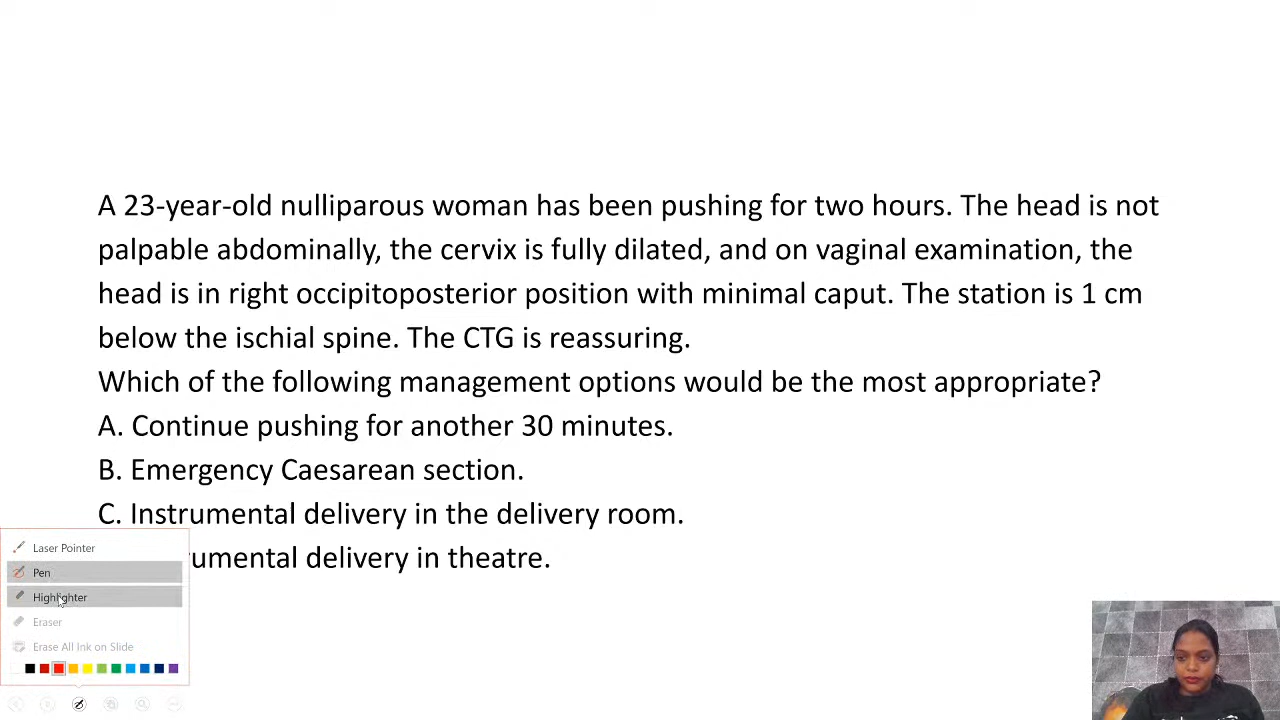 A 23-year-old nulliparous woman has been pushing for two hours. The head is not
palpable abdominally, the cervix is fully dilated, and on vaginal examination, the
head is in right occipitoposterior position with minimal caput. The station is 1 cm
below the ischial spine. The CTG is reassuring.
Which of the following management options would be the most appropriate?
A. Continue pushing for another 30 minutes.
B. Emergency Caesarean section.
C. Instrumental delivery in the delivery room.
rumental delivery in theatre.
Laser Pointer
Pen
Highlighter
Eraser
Erase All Ink on Slide